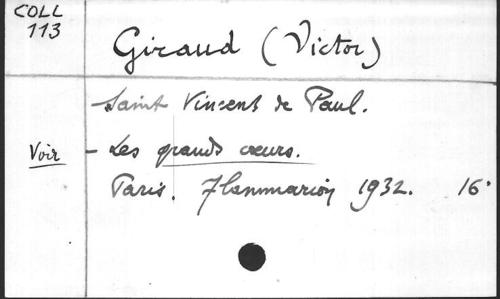 COLL
113
Giraud (Victor)
Saint Vincent de Paul.
Voir - Les grands cœurs.
Paris. Flammarion 1932. 16°